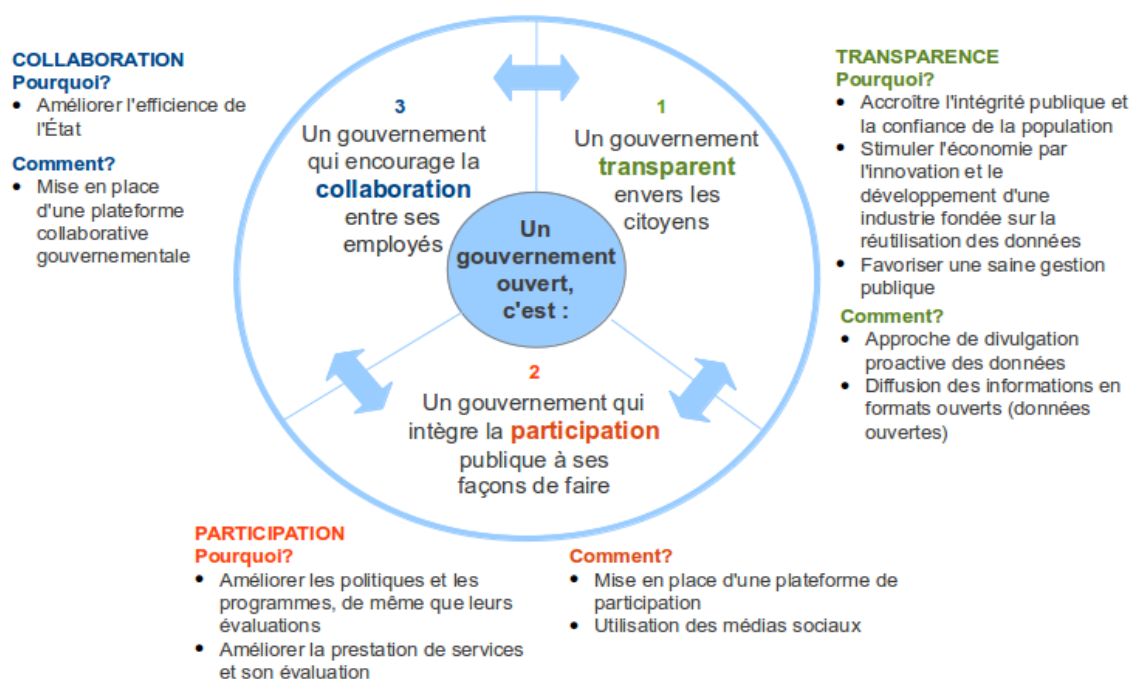 COLLABORATION
Pourquoi?
• Améliorer l'efficience de
l'État
Comment?
• Mise en place
d'une plateforme
collaborative
gouvernementale
3
Un gouvernement
qui encourage la
collaboration
entre ses
employés
1
Un gouvernement
transparent
envers les
citoyens
Un
gouvernement
ouvert,
c'est :
2
Un gouvernement qui
intègre la participation
publique à ses
façons de faire
TRANSPARENCE
Pourquoi?
• Accroître l'intégrité publique et
la confiance de la population
• Stimuler l'économie par
l'innovation et le
développement d'une
industrie fondée sur la
réutilisation des données
• Favoriser une saine gestion
publique
Comment?
• Approche de divulgation
proactive des données
• Diffusion des informations en
formats ouverts (données
ouvertes)
PARTICIPATION
Pourquoi?
• Améliorer les politiques et les
programmes, de même que leurs
évaluations
• Améliorer la prestation de services
et son évaluation
Comment?
• Mise en place d'une plateforme de
participation
• Utilisation des médias sociaux